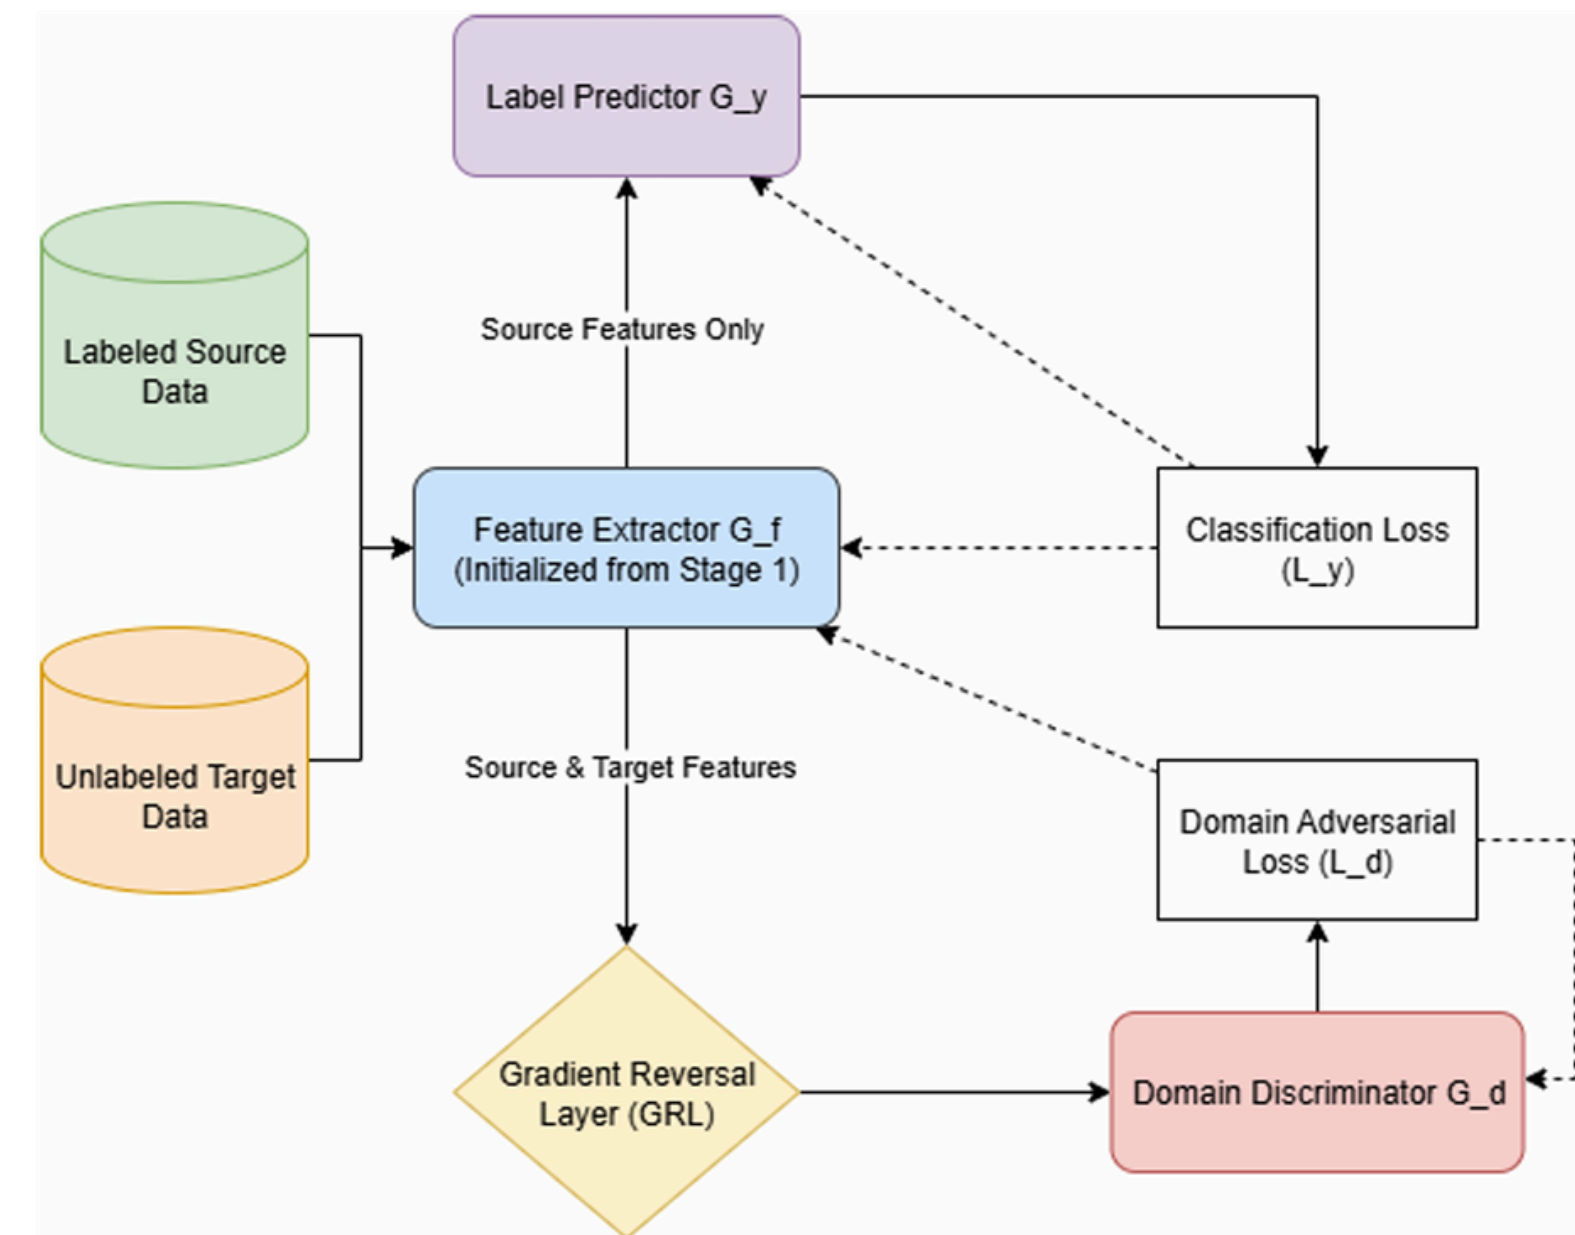 Label Predictor G_y
Labeled Source
Data
Source Features Only
Feature Extractor G_f
(Initialized from Stage 1)
Classification Loss
(L_y)
Unlabeled Target
Data
Source & Target Features
Domain Adversarial
Loss (L_d)
Gradient Reversal
Layer (GRL)
Domain Discriminator G_d